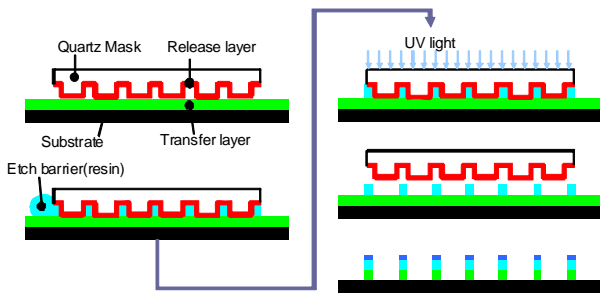 Quartz Mask
Release layer
Substrate
Transfer layer
Etch barrier(resin)
UV light